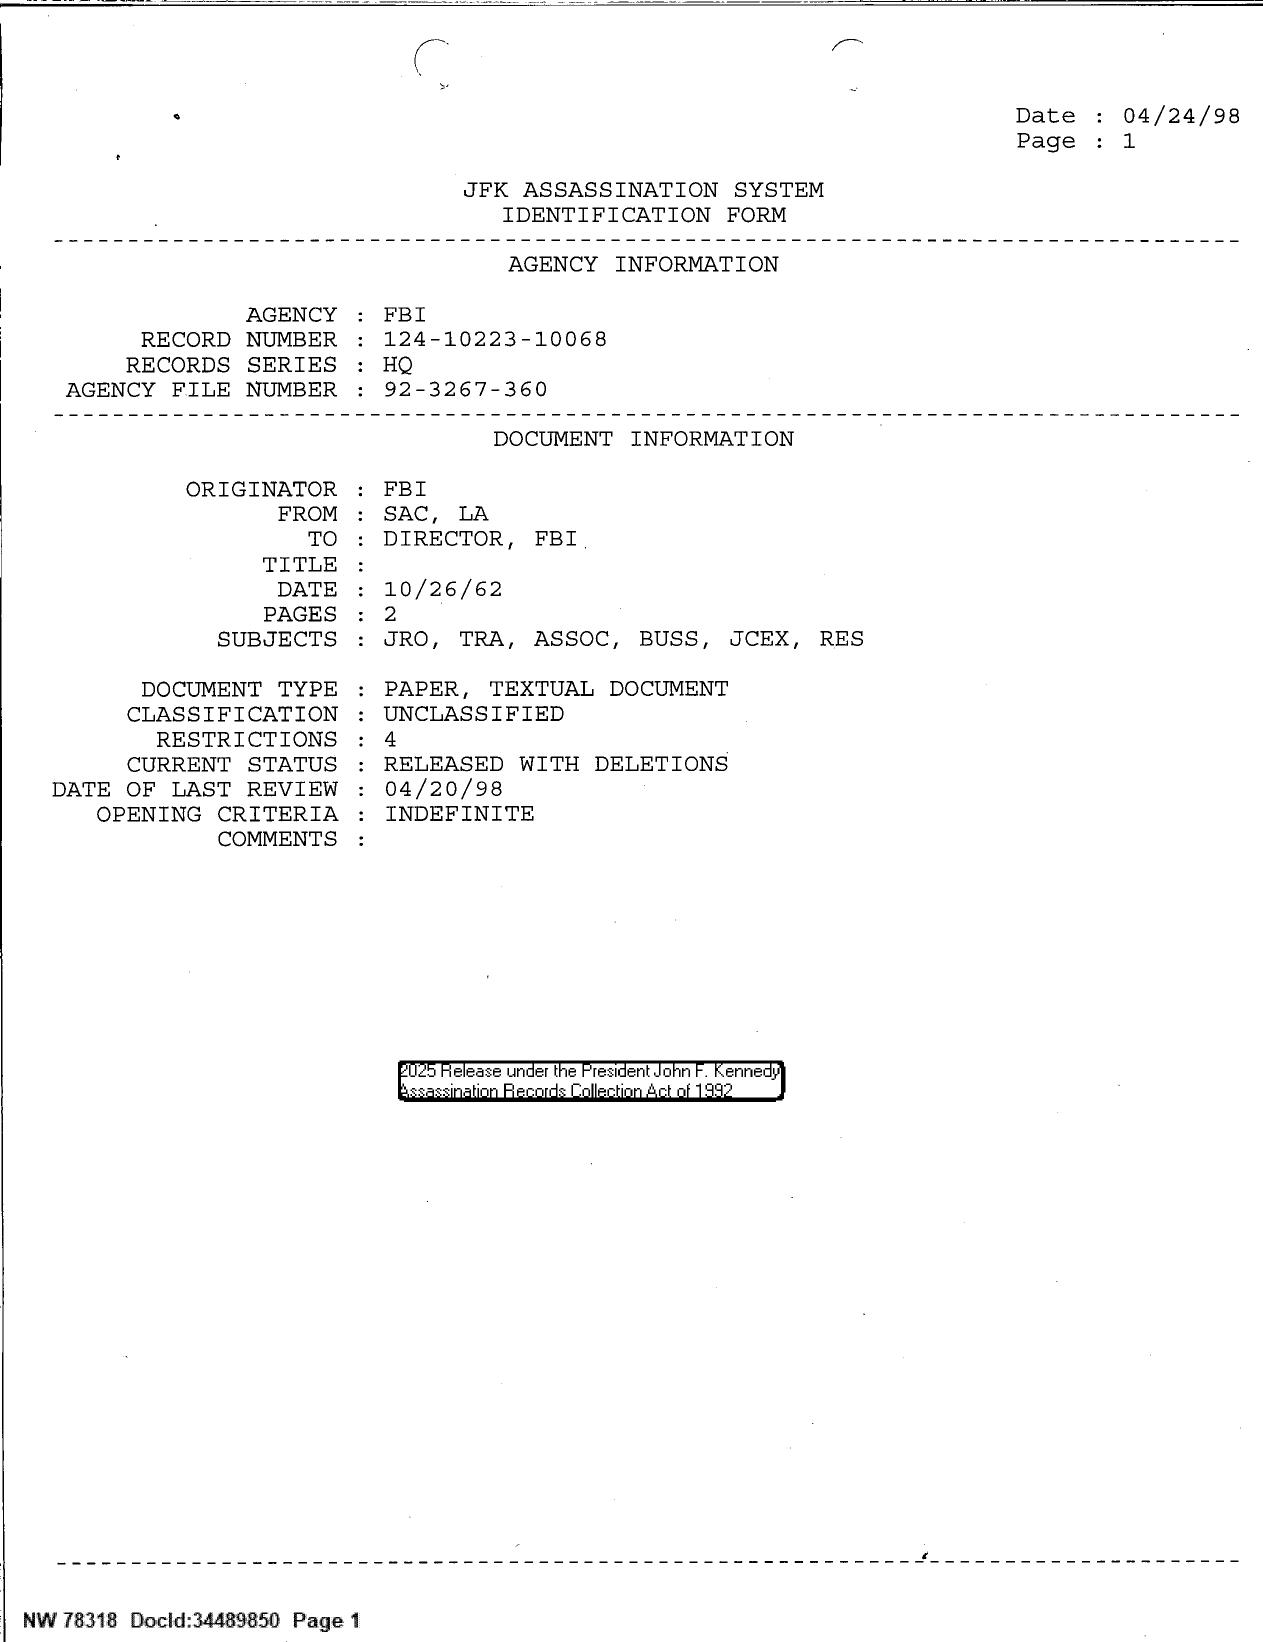 Date : 04/24/98
Page : 1
JFK ASSASSINATION SYSTEM
IDENTIFICATION FORM
AGENCY INFORMATION
AGENCY : FBI
RECORD NUMBER : 124-10223-10068
RECORDS SERIES : HQ
AGENCY FILE NUMBER : 92-3267-360
DOCUMENT INFORMATION
ORIGINATOR : FBI
FROM : SAC, LA
TO : DIRECTOR, FBI
TITLE :
DATE : 10/26/62
PAGES : 2
SUBJECTS : JRO, TRA, ASSOC, BUSS, JCEX, RES
DOCUMENT TYPE : PAPER, TEXTUAL DOCUMENT
CLASSIFICATION : UNCLASSIFIED
RESTRICTIONS : 4
CURRENT STATUS : RELEASED WITH DELETIONS
DATE OF LAST REVIEW : 04/20/98
OPENING CRITERIA : INDEFINITE
COMMENTS :
2025 Release under the President John F. Kennedy
Assassination Records Collection Act of 1992
NW 78318 DocId:34489850 Page 1